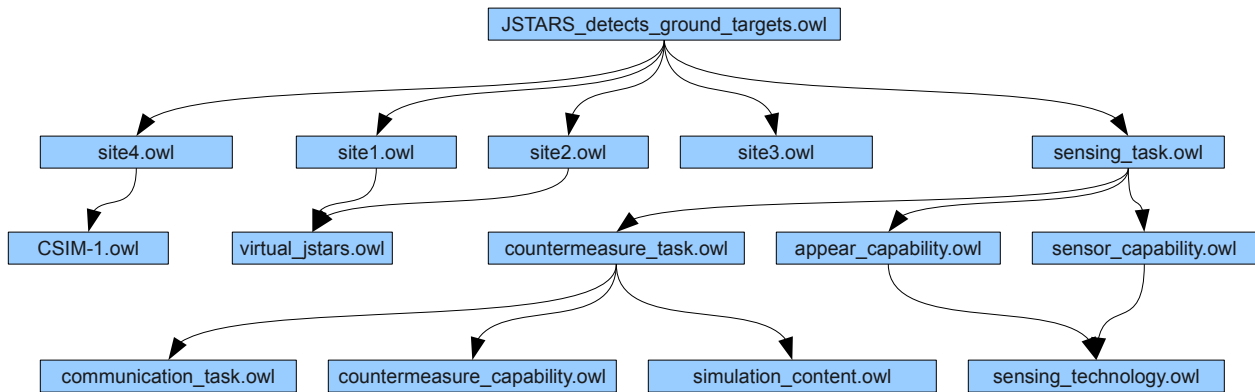 JSTARS_detects_ground_targets.owl
site4.owl
site1.owl
site2.owl
site3.owl
sensing_task.owl
CSIM-1.owl
virtual_jstars.owl
countermeasure_task.owl
appear_capability.owl
sensor_capability.owl
communication_task.owl
countermeasure_capability.owl
simulation_content.owl
sensing_technology.owl